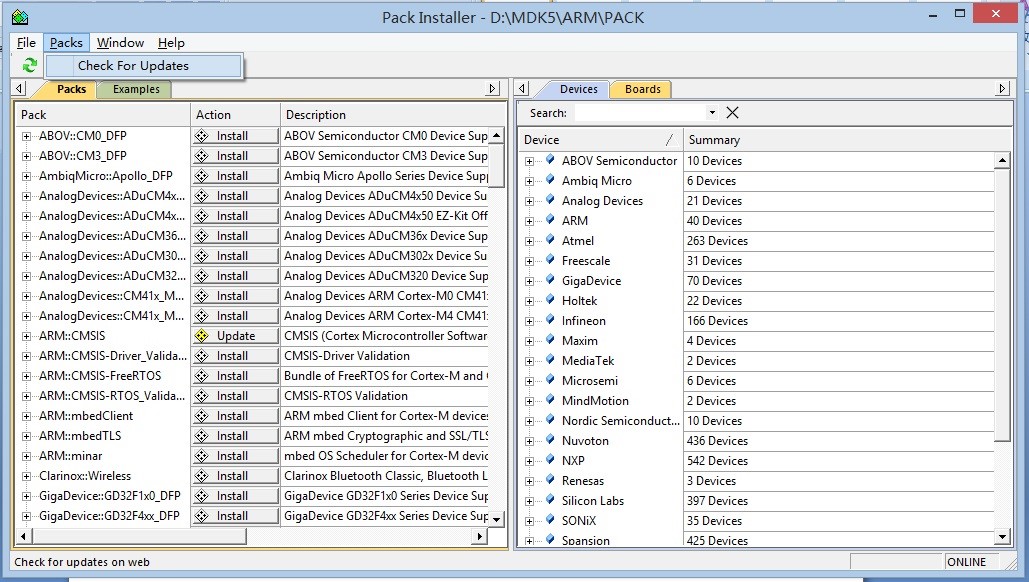 Pack Installer - D:\MDK5\ARM\PACK
File Packs Window Help
Check For Updates
Packs Examples
Devices Boards
Search:
Pack Action Description
ABOV::CM0_DFP Install ABOV Semiconductor CM0 Device Sup
ABOV::CM3_DFP Install ABOV Semiconductor CM3 Device Sup
AmbiqMicro::Apollo_DFP Install Ambiq Micro Apollo Series Device Supp
AnalogDevices::ADuCM4x... Install Analog Devices ADuCM4x50 Device Su
AnalogDevices::ADuCM4x... Install Analog Devices ADuCM4x50 EZ-Kit Off
AnalogDevices::ADuCM36... Install Analog Devices ADuCM36x Device Sup
AnalogDevices::ADuCM30... Install Analog Devices ADuCM302x Device Su
AnalogDevices::ADuCM32... Install Analog Devices ADuCM320 Device Sup
AnalogDevices::CM41x_M... Install Analog Devices ARM Cortex-M0 CM41
AnalogDevices::CM41x_M... Install Analog Devices ARM Cortex-M4 CM41
ARM::CMSIS Update CMSIS (Cortex Microcontroller Softwar
ARM::CMSIS-Driver_Valida... Install CMSIS-Driver Validation
ARM::CMSIS-FreeRTOS Install Bundle of FreeRTOS for Cortex-M and
ARM::CMSIS-RTOS_Valida... Install CMSIS-RTOS Validation
ARM::mbedClient Install ARM mbed Client for Cortex-M devices
ARM::mbedTLS Install ARM mbed Cryptographic and SSL/TLS
ARM::minar Install mbed OS Scheduler for Cortex-M devic
Clarinox::Wireless Install Clarinox Bluetooth Classic, Bluetooth L
GigaDevice::GD32F1x0_DFP Install GigaDevice GD32F1x0 Series Device Sup
GigaDevice::GD32F4xx_DFP Install GigaDevice GD32F4xx Series Device Sup
Device Summary
ABOV Semiconductor 10 Devices
Ambiq Micro 6 Devices
Analog Devices 21 Devices
ARM 40 Devices
Atmel 263 Devices
Freescale 31 Devices
GigaDevice 70 Devices
Holtek 22 Devices
Infineon 166 Devices
Maxim 4 Devices
MediaTek 2 Devices
Microsemi 6 Devices
MindMotion 2 Devices
Nordic Semiconduct... 10 Devices
Nuvoton 436 Devices
NXP 542 Devices
Renesas 3 Devices
Silicon Labs 397 Devices
SONiX 35 Devices
Spansion 425 Devices
Check for updates on web
ONLINE